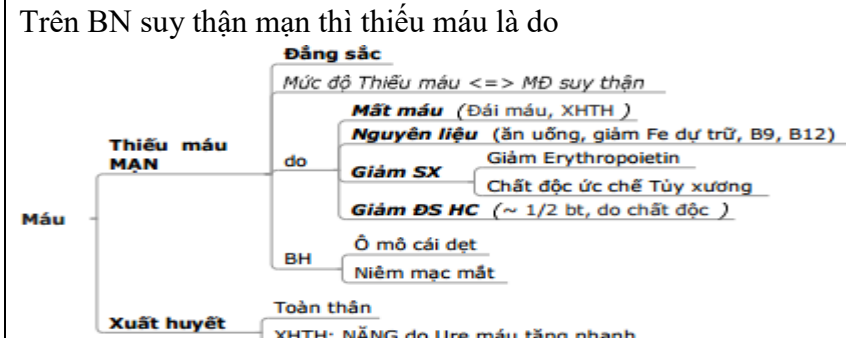 Trên BN suy thận mạn thì thiếu máu là do
Đẳng sắc
Mức độ Thiếu máu <=> MĐ suy thận
Mất máu (Đái máu, XHTH )
Nguyên liệu (ăn uống, giảm Fe dự trữ, B9, B12)
Thiếu máu
MẠN
do
Giảm SX
Giảm Erythropoietin
Chất độc ức chế Tủy xương
Giảm ĐS HC (~ 1/2 bt, do chất độc )
Máu
BH
Ô mô cái dẹt
Niêm mạc mắt
Xuất huyết
Toàn thân
XHTH: NẶNG do Ure máu tăng nhanh